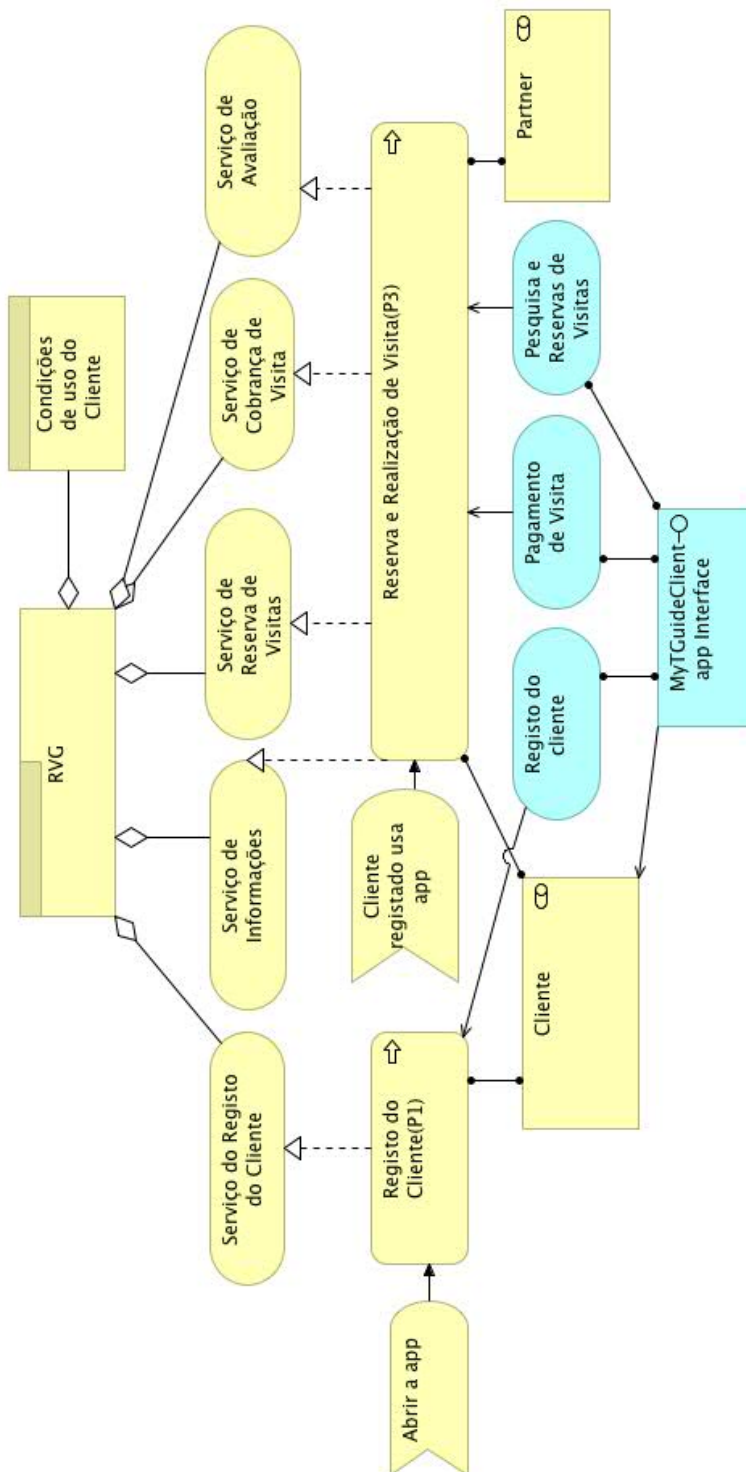 RVG
Condições
de uso do
Cliente
Serviço do Registo
do Cliente
Serviço de
Informações
Serviço de
Reserva de
Visitas
Serviço de
Cobrança de
Visita
Serviço de
Avaliação
Abrir a app
Registo do
Cliente(P1)
Cliente
registado usa
app
Reserva e Realização de Visita(P3)
Cliente
Registo do
cliente
Pagamento
de Visita
Pesquisa e
Reservas de
Visitas
Partner
MyTGuideClient
app Interface